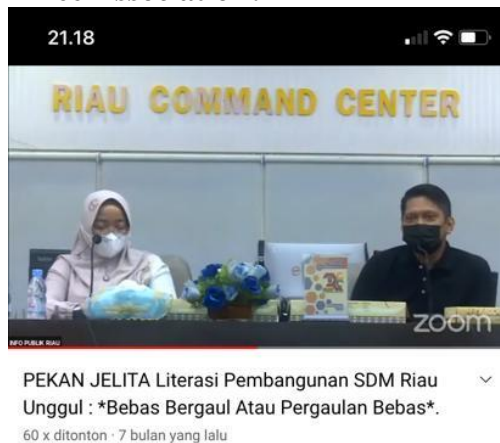 21.18
RIAU COMMAND CENTER
zoom
INFO PUBLIK RIAU
PEKAN JELITA Literasi Pembangunan SDM Riau
Unggul : *Bebas Bergaul Atau Pergaulan Bebas*.
60 x ditonton · 7 bulan yang lalu